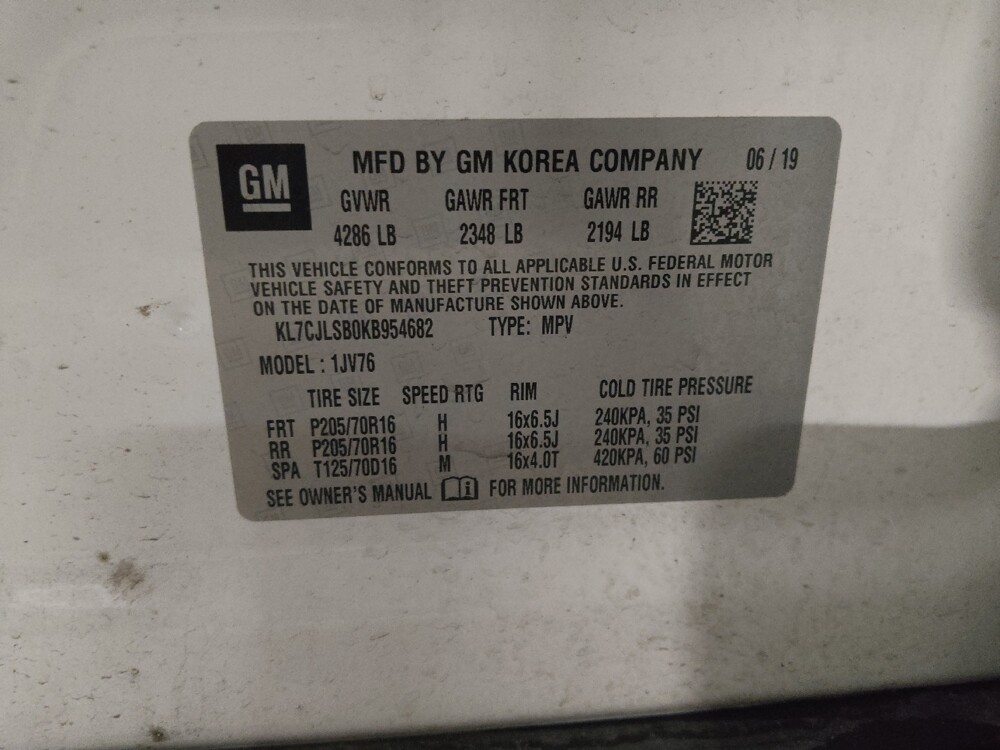 GM
MFD BY GM KOREA COMPANY 06 / 19
GVWR GAWR FRT GAWR RR
4286 LB 2348 LB 2194 LB
THIS VEHICLE CONFORMS TO ALL APPLICABLE U.S. FEDERAL MOTOR
VEHICLE SAFETY AND THEFT PREVENTION STANDARDS IN EFFECT
ON THE DATE OF MANUFACTURE SHOWN ABOVE.
KL7CJLSB0KB954682 TYPE: MPV
MODEL : 1JV76
TIRE SIZE SPEED RTG RIM COLD TIRE PRESSURE
FRT P205/70R16 H 16x6.5J 240KPA, 35 PSI
RR P205/70R16 H 16x6.5J 240KPA, 35 PSI
SPA T125/70D16 M 16x4.0T 420KPA, 60 PSI
SEE OWNER'S MANUAL FOR MORE INFORMATION.